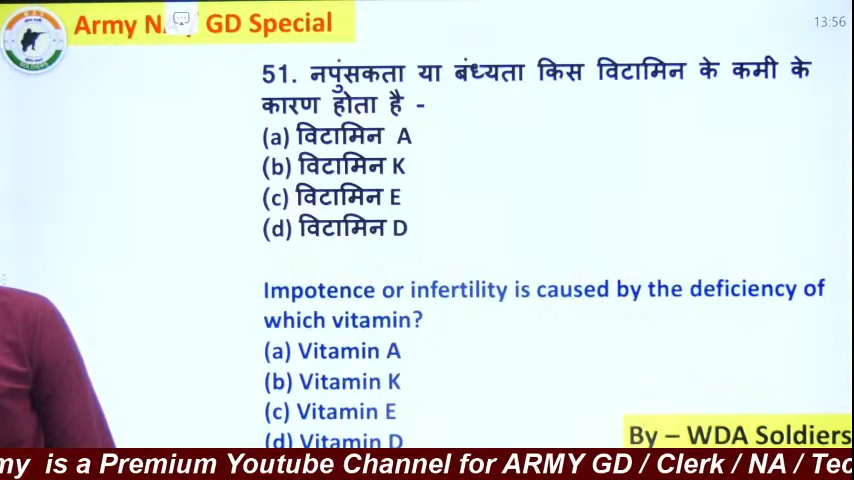 Army N GD Special
13:56
51. नपुंसकता या बंध्यता किस विटामिन के कमी के
कारण होता है -
(a) विटामिन A
(b) विटामिन K
(c) विटामिन E
(d) विटामिन D
Impotence or infertility is caused by the deficiency of
which vitamin?
(a) Vitamin A
(b) Vitamin K
(c) Vitamin E
(d) Vitamin D
By – WDA Soldiers
my is a Premium Youtube Channel for ARMY GD / Clerk / NA / Tec